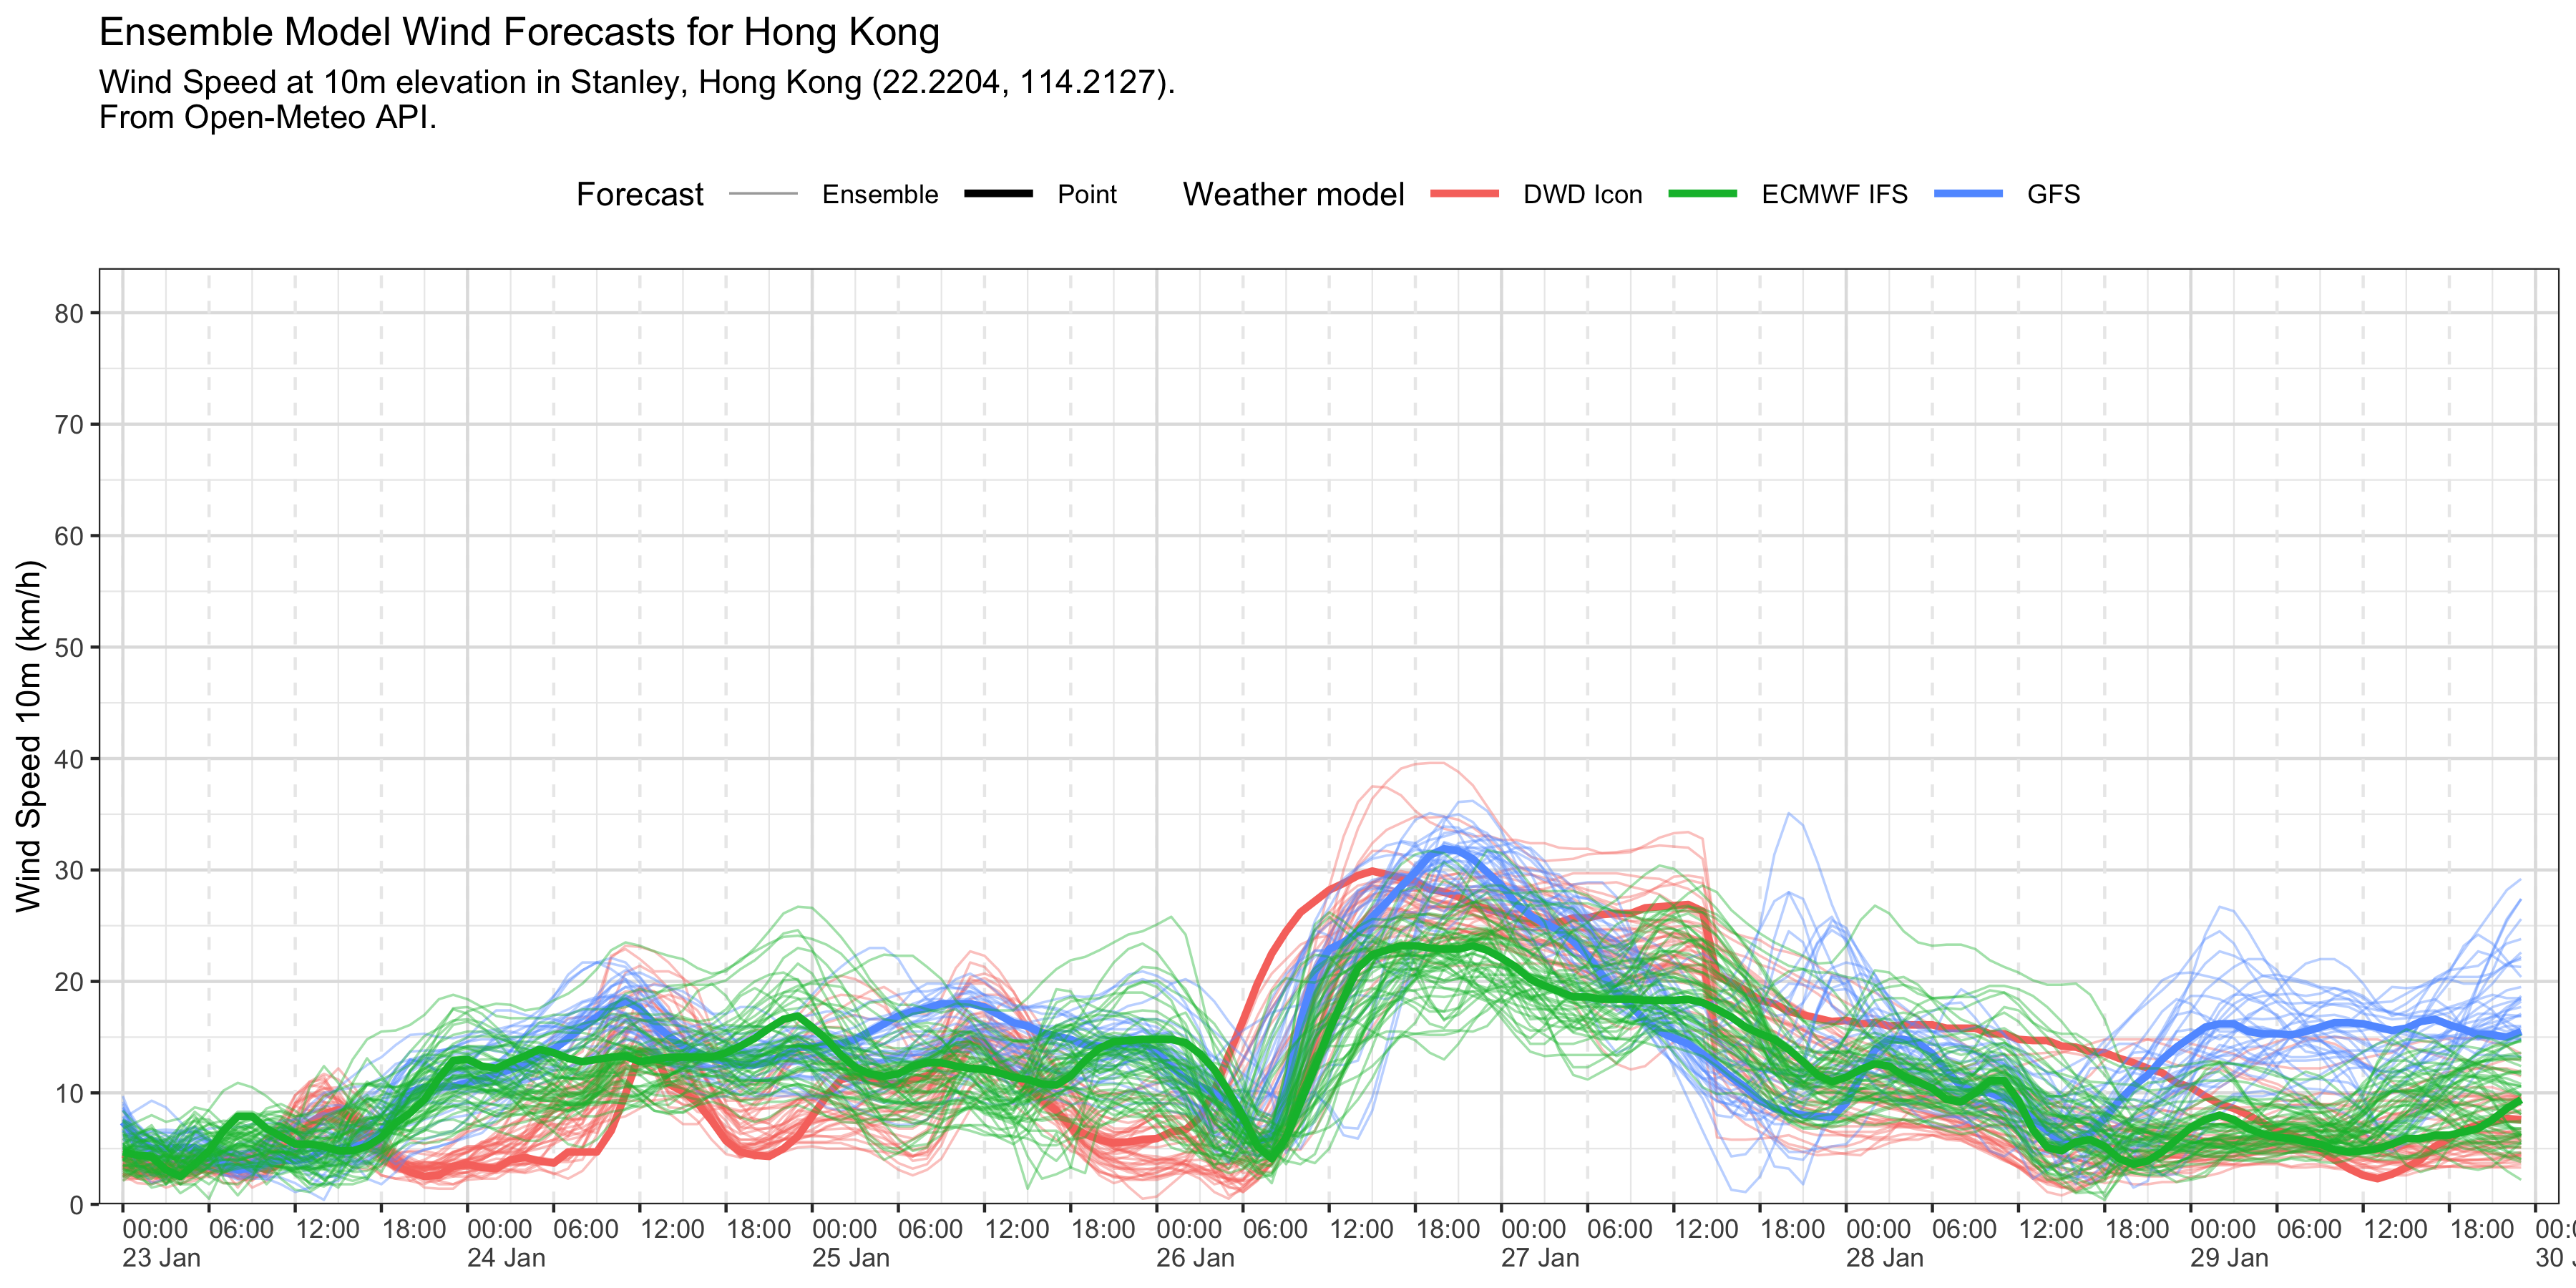 Ensemble Model Wind Forecasts for Hong Kong
Wind Speed at 10m elevation in Stanley, Hong Kong (22.2204, 114.2127).
From Open-Meteo API.
Forecast Ensemble Point Weather model DWD Icon ECMWF IFS GFS
Wind Speed 10m (km/h)
80
70
60
50
40
30
20
10
0
00:00 06:00 12:00 18:00 00:00 06:00 12:00 18:00 00:00 06:00 12:00 18:00 00:00 06:00 12:00 18:00 00:00 06:00 12:00 18:00 00:00 06:00 12:00 18:00 00:00 06:00 12:00 18:00 00:0
23 Jan 24 Jan 25 Jan 26 Jan 27 Jan 28 Jan 29 Jan 30